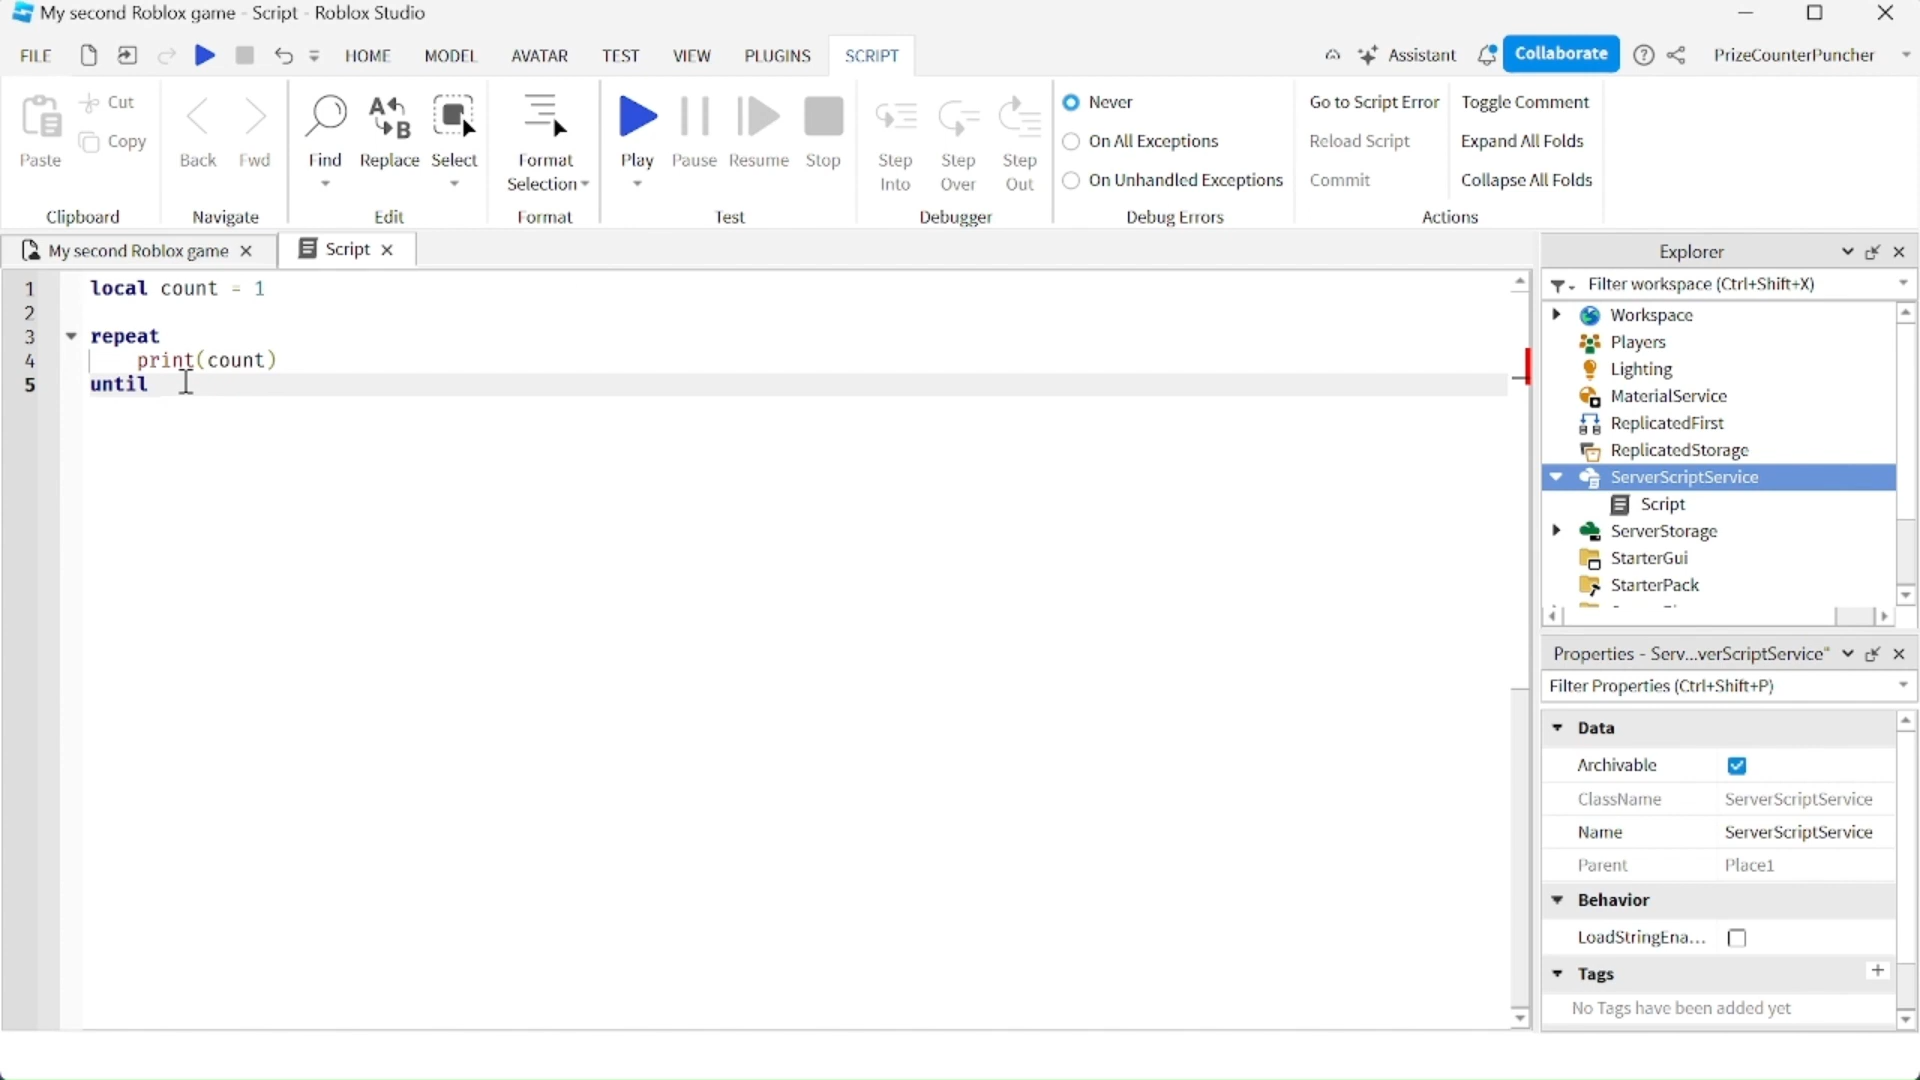 My second Roblox game - Script - Roblox Studio
FILE HOME MODEL AVATAR TEST VIEW PLUGINS SCRIPT Assistant Collaborate PrizeCounterPuncher
Paste Cut Copy
Clipboard
Back Fwd
Navigate
Find Replace Select
Edit
Format Selection
Format
Play Pause Resume Stop
Test
Step Into Step Over Step Out
Debugger
Never
On All Exceptions
On Unhandled Exceptions
Debug Errors
Go to Script Error Toggle Comment
Reload Script Expand All Folds
Commit Collapse All Folds
Actions
My second Roblox game Script
1 local count = 1
2
3 repeat
4 print(count)
5 until
Explorer
Filter workspace (Ctrl+Shift+X)
Workspace
Players
Lighting
MaterialService
ReplicatedFirst
ReplicatedStorage
ServerScriptService
Script
ServerStorage
StarterGui
StarterPack
Properties - Serv...verScriptService"
Filter Properties (Ctrl+Shift+P)
Data
Archivable
ClassName ServerScriptService
Name ServerScriptService
Parent Place1
Behavior
LoadStringEna...
Tags
No Tags have been added yet